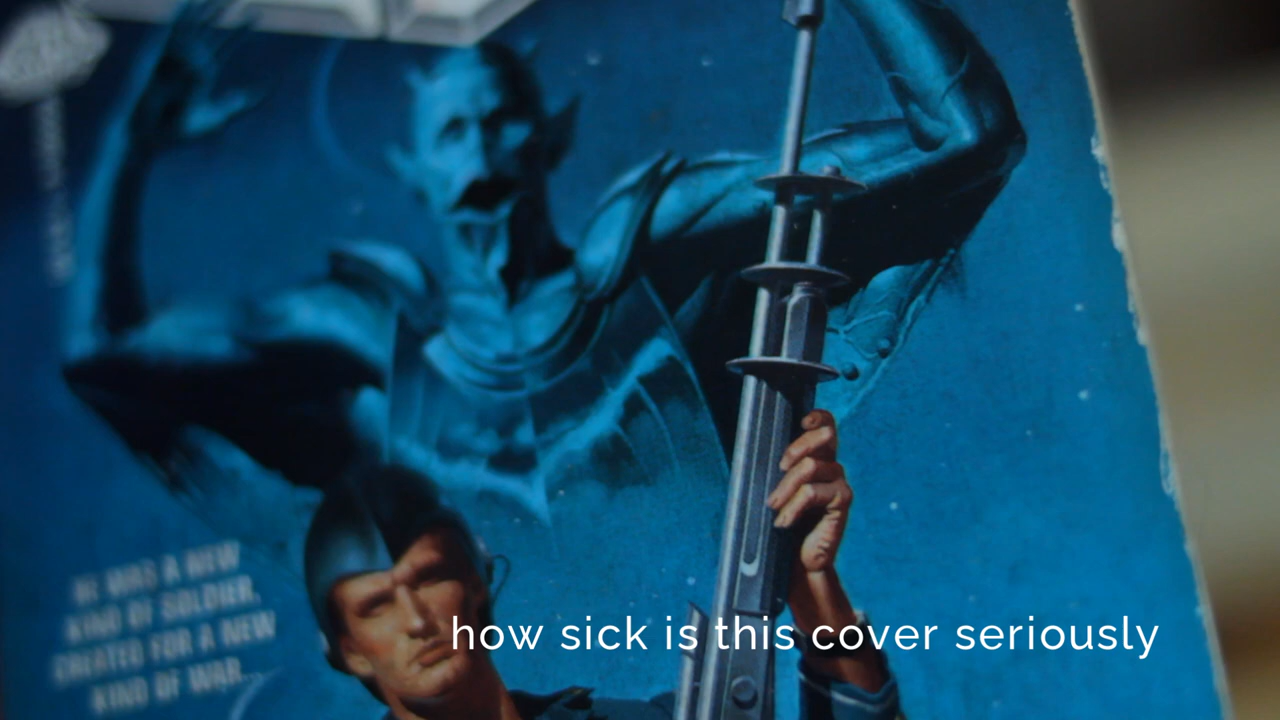 HE WAS A NEW
KIND OF SOLDIER,
CREATED FOR A NEW
KIND OF WAR...
how sick is this cover seriously